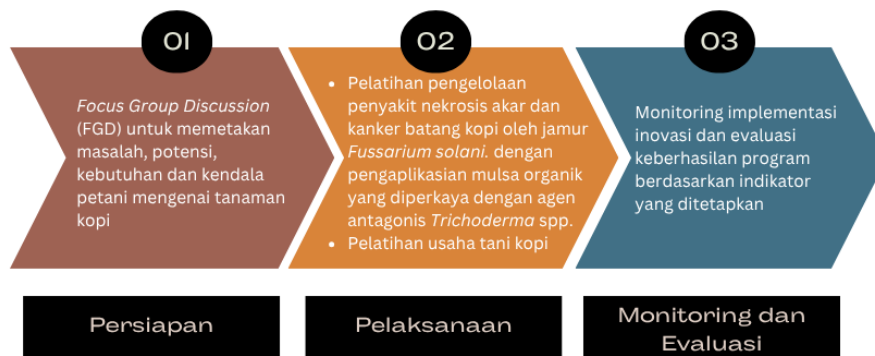 01
Focus Group Discussion
(FGD) untuk memetakan
masalah, potensi,
kebutuhan dan kendala
petani mengenai tanaman
kopi
Persiapan
02
• Pelatihan pengelolaan
penyakit nekrosis akar dan
kanker batang kopi oleh jamur
Fussarium solani. dengan
pengaplikasian mulsa organik
yang diperkaya dengan agen
antagonis Trichoderma spp.
• Pelatihan usaha tani kopi
Pelaksanaan
03
Monitoring implementasi
inovasi dan evaluasi
keberhasilan program
berdasarkan indikator
yang ditetapkan
Monitoring dan
Evaluasi